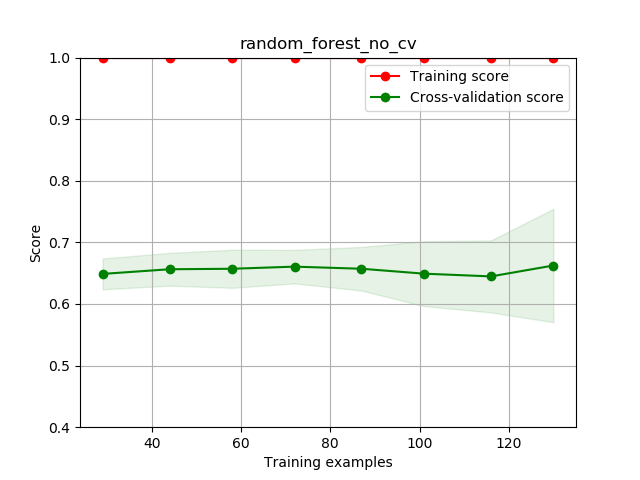 random_forest_no_cv
1.0
0.9
0.8
0.7
0.6
0.5
0.4
Score
Training score
Cross-validation score
40
60
80
100
120
Training examples